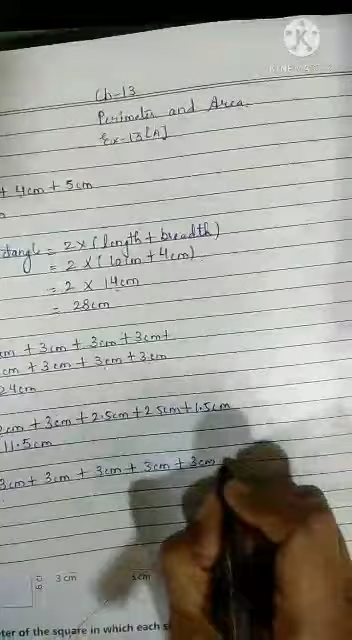 KINEMASTER
Ch-13
Perimeter and Area
Ex-13[A]
+ 4cm + 5cm
ctangle = 2 × (length + breadth)
= 2 × (10cm + 4cm)
= 2 × 14cm
= 28cm
cm + 3cm + 3cm + 3cm +
cm + 3cm + 3cm + 3cm
24cm
2cm + 3cm + 2.5cm + 2.5cm + 1.5cm
11.5cm
3cm + 3cm + 3cm + 3cm + 3cm
3 cm
5 cm
ter of the square in which each s